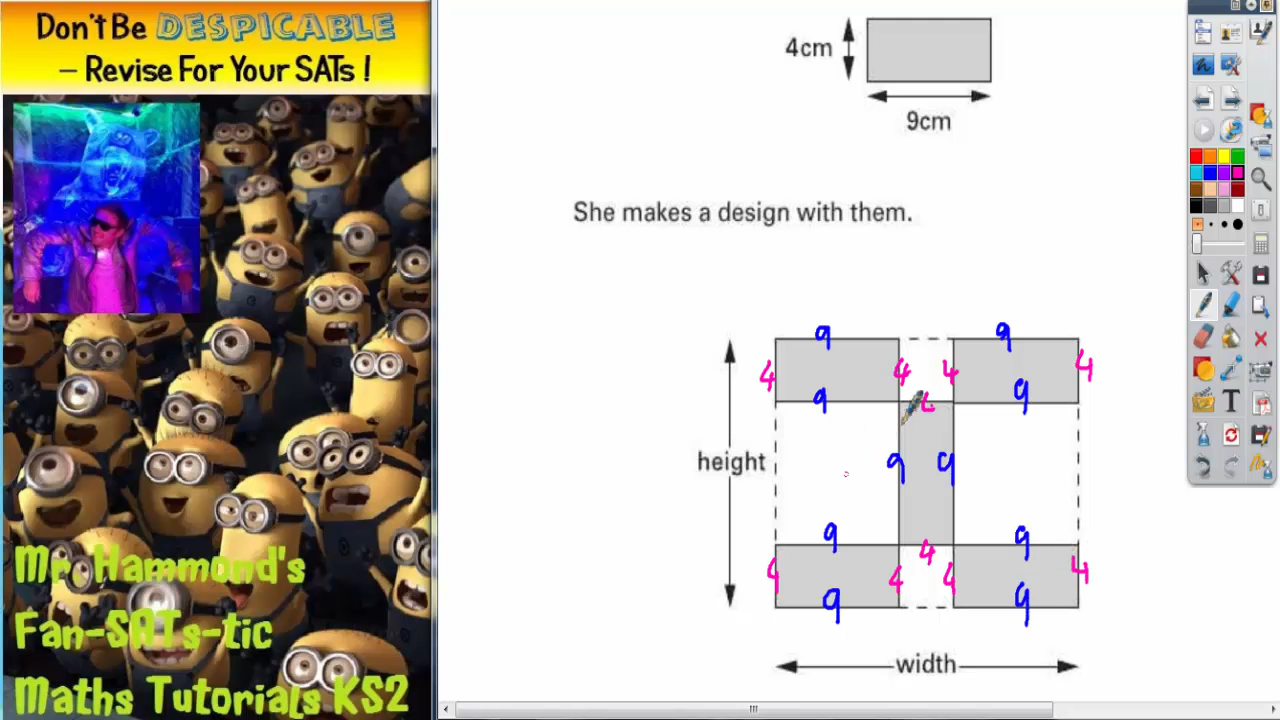 Don't Be DESPICABLE
– Revise For Your SATs !
Mr. Hammond's
Fan-SATs-tic
Maths Tutorials KS2
4cm
9cm
She makes a design with them.
9 9
4 4 4 4
9 9
height
9 9
9 9
4
4 4 4 4
9 9
width